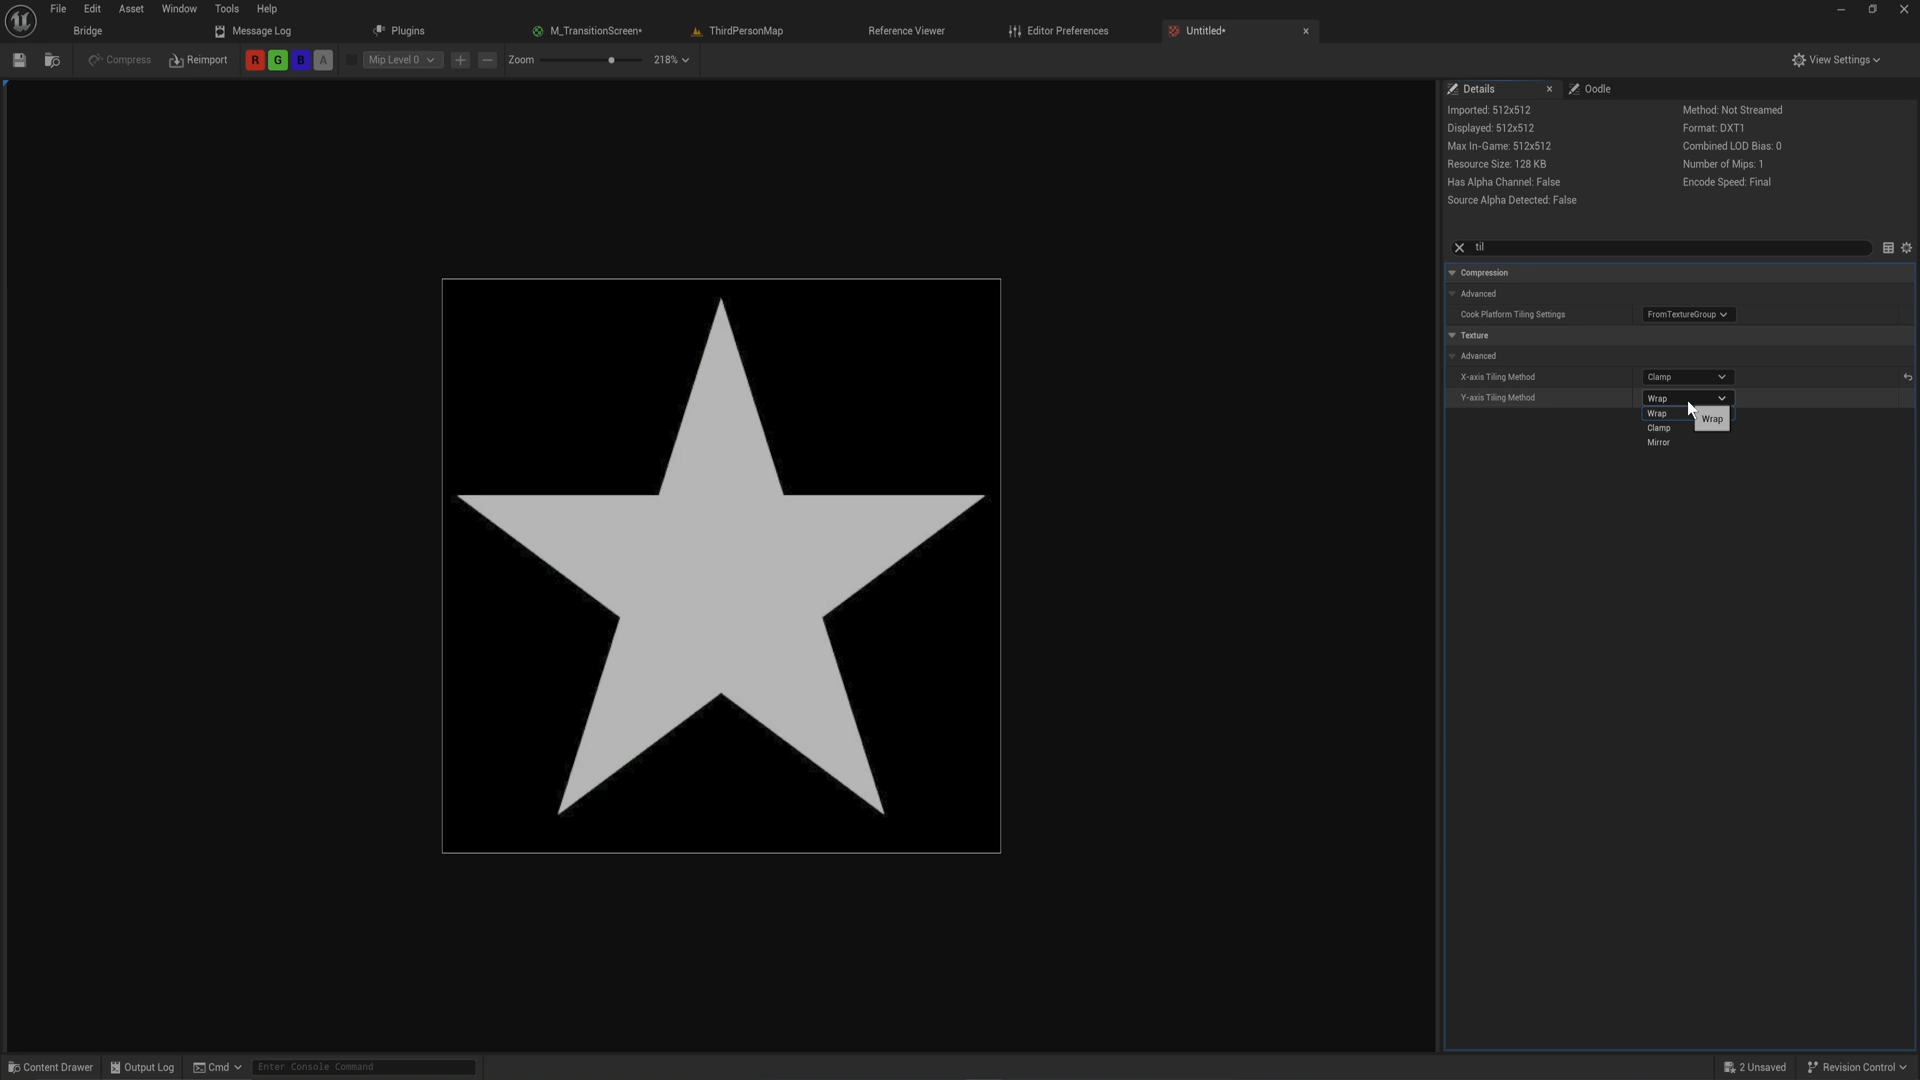 File Edit Asset Window Tools Help
Bridge Message Log Plugins M_TransitionScreen* ThirdPersonMap Reference Viewer Editor Preferences Untitled*
Compress Reimport R G B A Mip Level 0 Zoom 218% View Settings
Details Oodle
Imported: 512x512 Method: Not Streamed
Displayed: 512x512 Format: DXT1
Max In-Game: 512x512 Combined LOD Bias: 0
Resource Size: 128 KB Number of Mips: 1
Has Alpha Channel: False Encode Speed: Final
Source Alpha Detected: False
til
Compression
Advanced
Cook Platform Tiling Settings FromTextureGroup
Texture
Advanced
X-axis Tiling Method Clamp
Y-axis Tiling Method Wrap
Wrap Wrap
Clamp
Mirror
Content Drawer Output Log Cmd Enter Console Command 2 Unsaved Revision Control